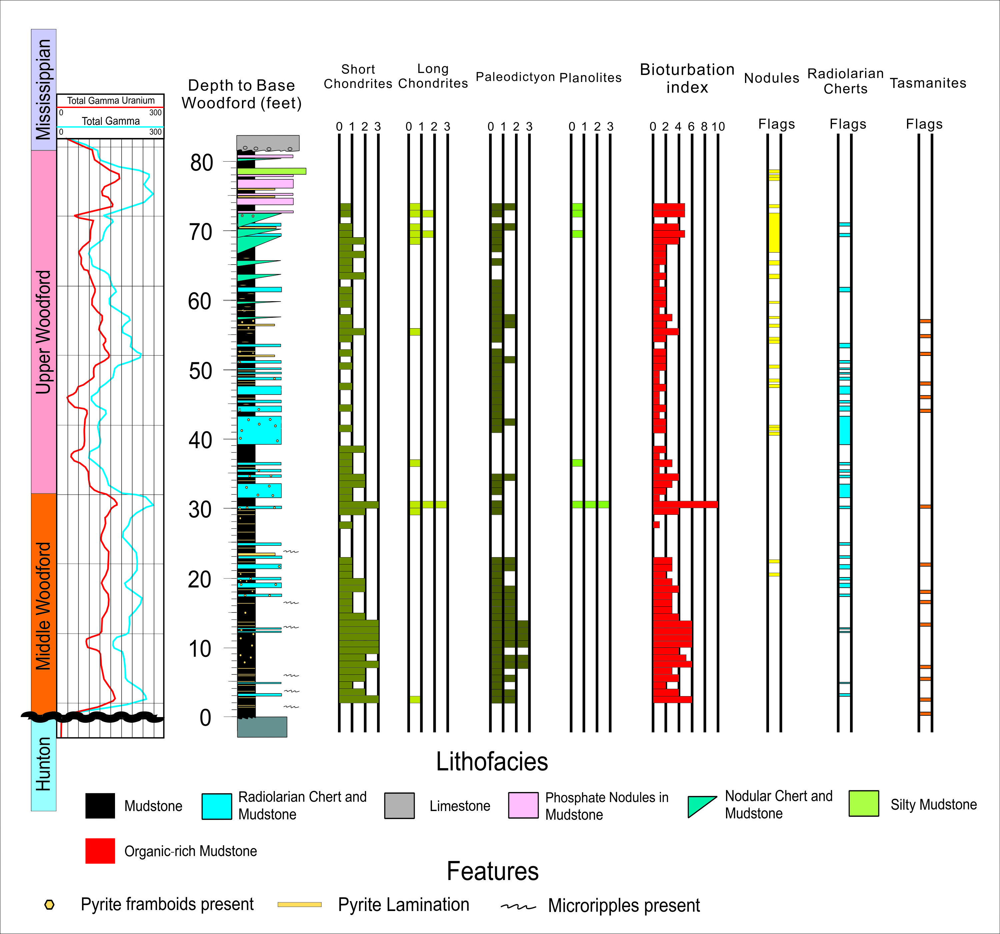 Mississippian
Upper Woodford
Middle Woodford
Hunton
Total Gamma Uranium
0 300
Total Gamma
0 300
Depth to Base
Woodford (feet)
80
70
60
50
40
30
20
10
0
Short
Chondrites
0 1 2 3
Long
Chondrites
0 1 2 3
Paleodictyon
0 1 2 3
Planolites
0 1 2 3
Bioturbation
index
0 2 4 6 8 10
Nodules
Flags
Radiolarian
Cherts
Flags
Tasmanites
Flags
Lithofacies
Mudstone
Radiolarian Chert and
Mudstone
Limestone
Phosphate Nodules in
Mudstone
Nodular Chert and
Mudstone
Silty Mudstone
Organic-rich Mudstone
Features
Pyrite framboids present
Pyrite Lamination
Microripples present